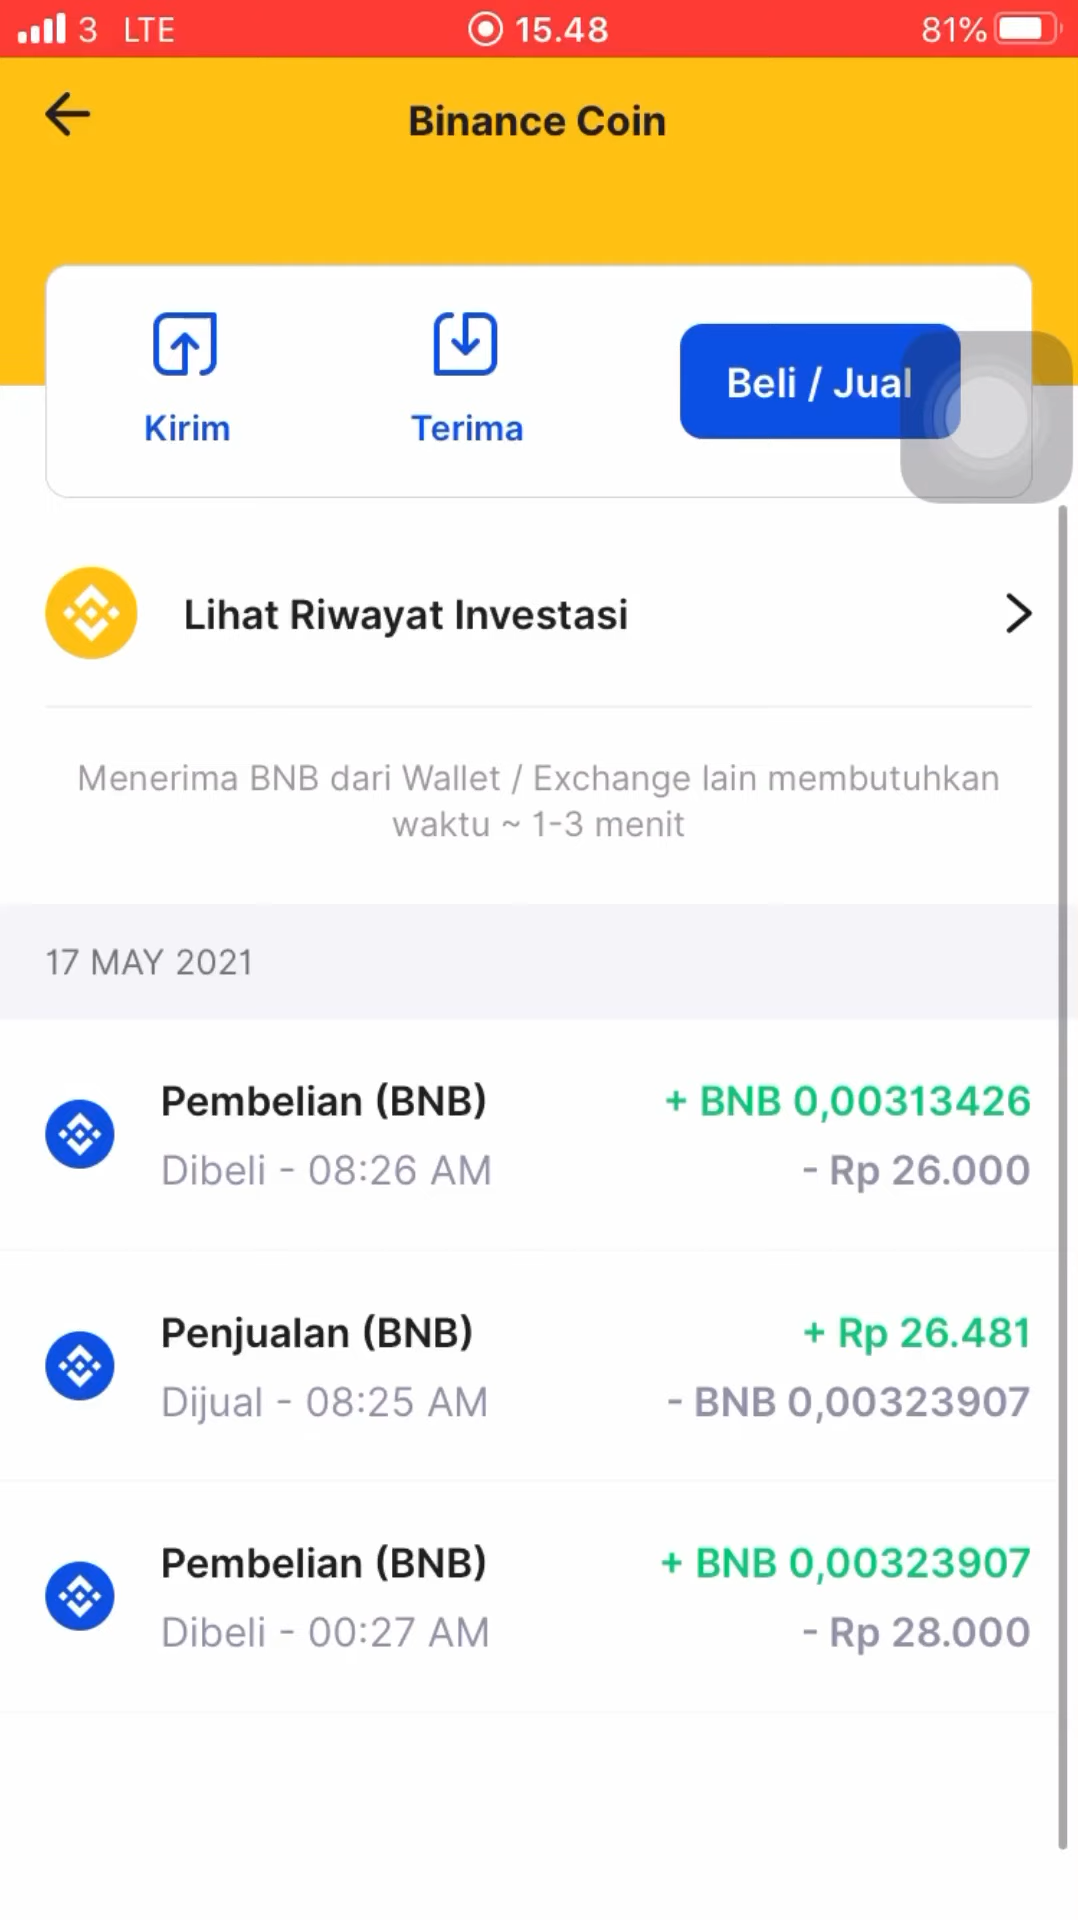 3 LTE 15.48 81%
Binance Coin
Kirim Terima Beli / Jual
Lihat Riwayat Investasi
Menerima BNB dari Wallet / Exchange lain membutuhkan
waktu ~ 1-3 menit
17 MAY 2021
Pembelian (BNB) + BNB 0,00313426
Dibeli - 08:26 AM - Rp 26.000
Penjualan (BNB) + Rp 26.481
Dijual - 08:25 AM - BNB 0,00323907
Pembelian (BNB) + BNB 0,00323907
Dibeli - 00:27 AM - Rp 28.000